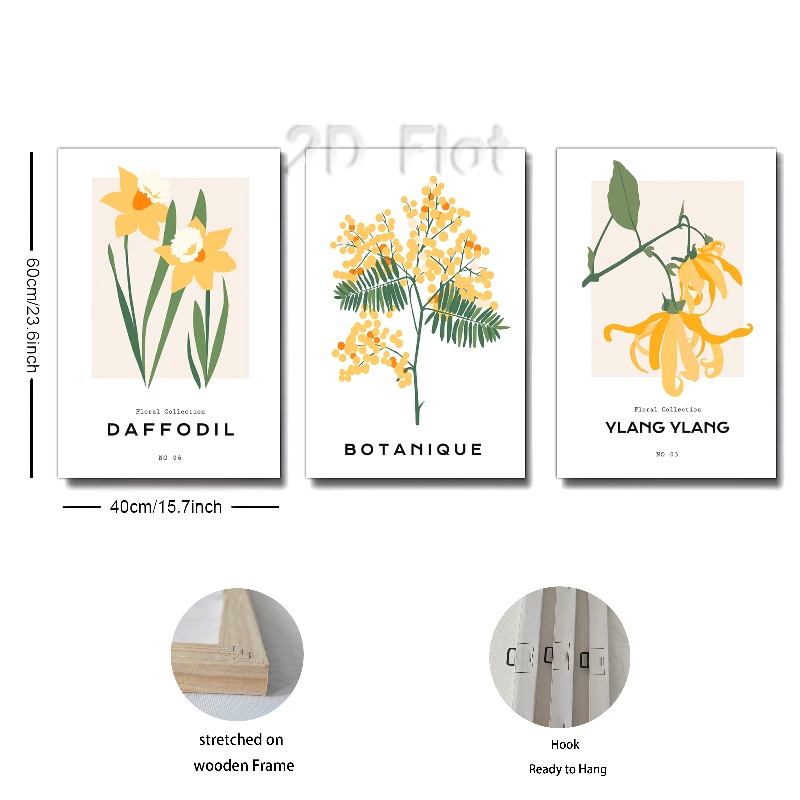 2D Flat
60cm/23.6inch
Floral Collection
DAFFODIL
NO 06
BOTANIQUE
Floral Collection
YLANG YLANG
NO 03
40cm/15.7inch
stretched on
wooden Frame
Hook
Ready to Hang